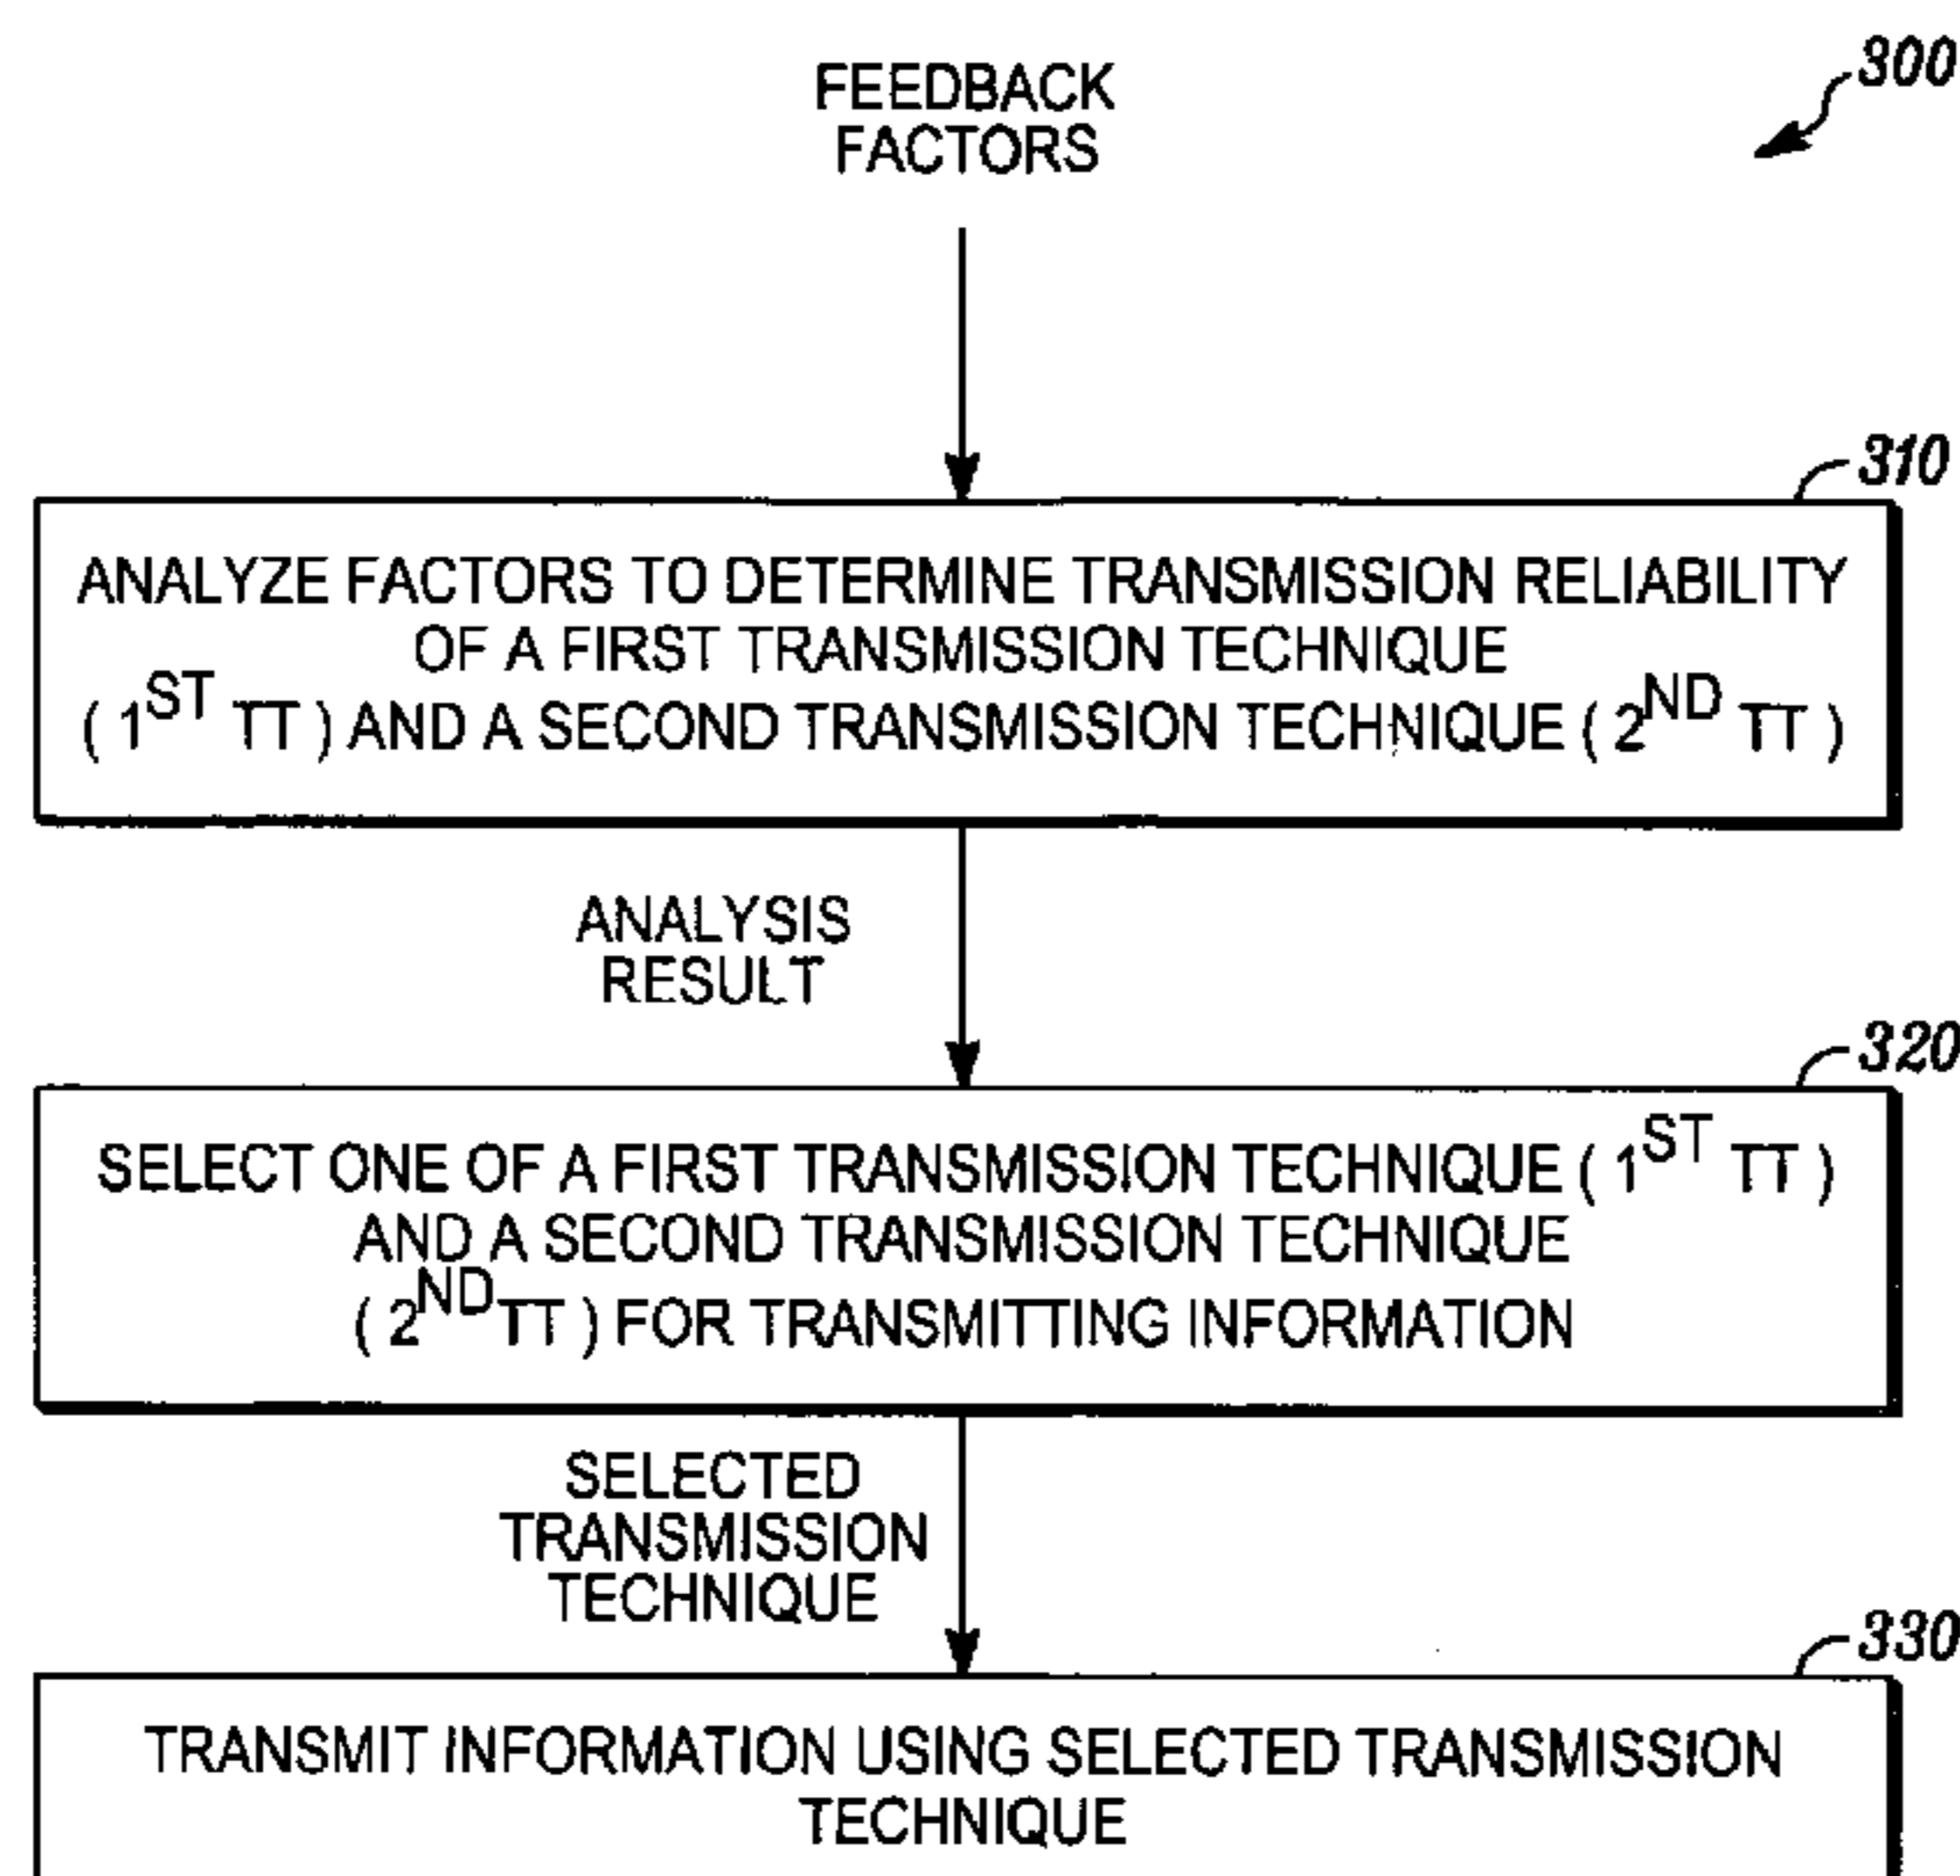 FEEDBACK
FACTORS
300
310
ANALYZE FACTORS TO DETERMINE TRANSMISSION RELIABILITY
OF A FIRST TRANSMISSION TECHNIQUE
( 1ST TT ) AND A SECOND TRANSMISSION TECHNIQUE ( 2ND TT )
ANALYSIS
RESULT
320
SELECT ONE OF A FIRST TRANSMISSION TECHNIQUE ( 1ST TT )
AND A SECOND TRANSMISSION TECHNIQUE
( 2ND TT ) FOR TRANSMITTING INFORMATION
SELECTED
TRANSMISSION
TECHNIQUE
330
TRANSMIT INFORMATION USING SELECTED TRANSMISSION
TECHNIQUE